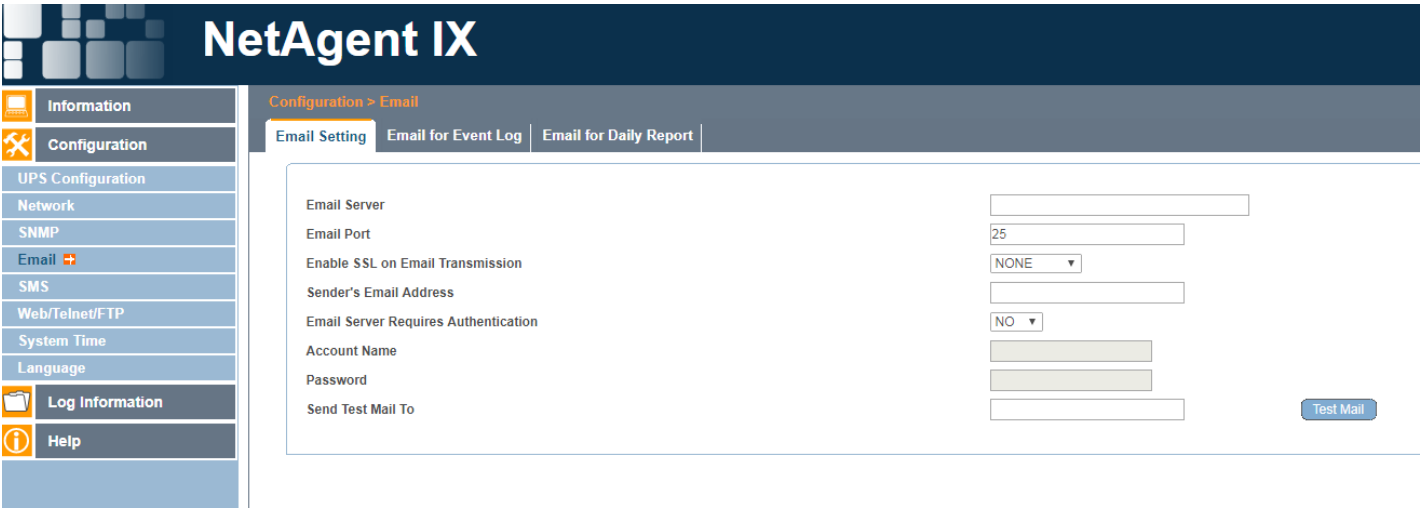 NetAgent IX
Information
Configuration
UPS Configuration
Network
SNMP
Email
SMS
Web/Telnet/FTP
System Time
Language
Log Information
Help
Configuration > Email
Email Setting Email for Event Log Email for Daily Report
Email Server
Email Port 25
Enable SSL on Email Transmission NONE
Sender's Email Address
Email Server Requires Authentication NO
Account Name
Password
Send Test Mail To Test Mail